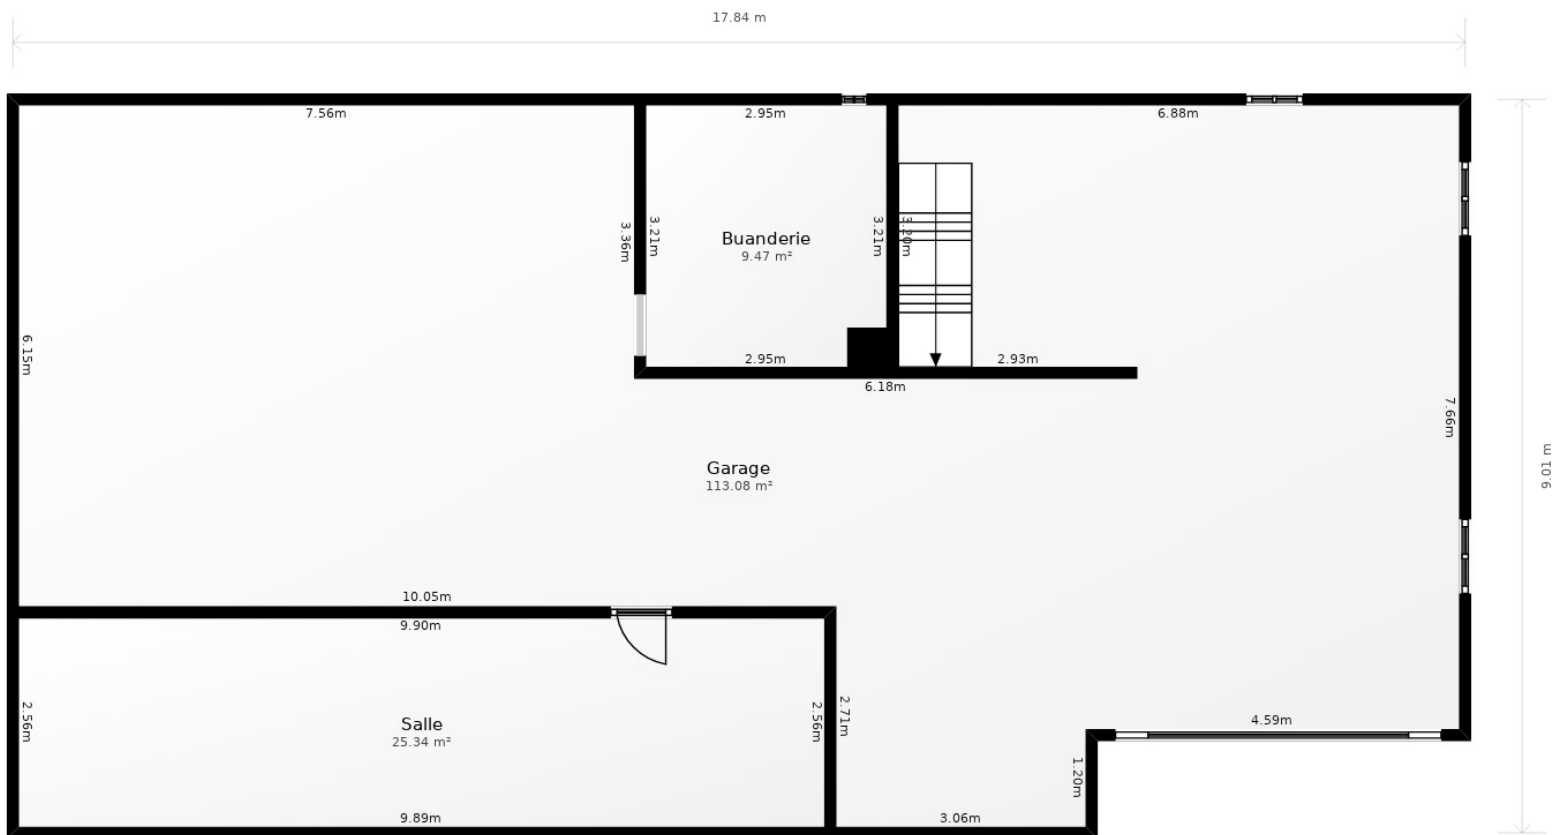 17.84 m
7.56m
2.95m
6.88m
3.36m
3.21m
3.21m
3.20m
Buanderie
9.47 m²
6.15m
2.95m
2.93m
6.18m
7.66m
9.01 m
Garage
113.08 m²
10.05m
9.90m
2.56m
Salle
25.34 m²
2.56m
2.71m
4.59m
1.20m
9.89m
3.06m